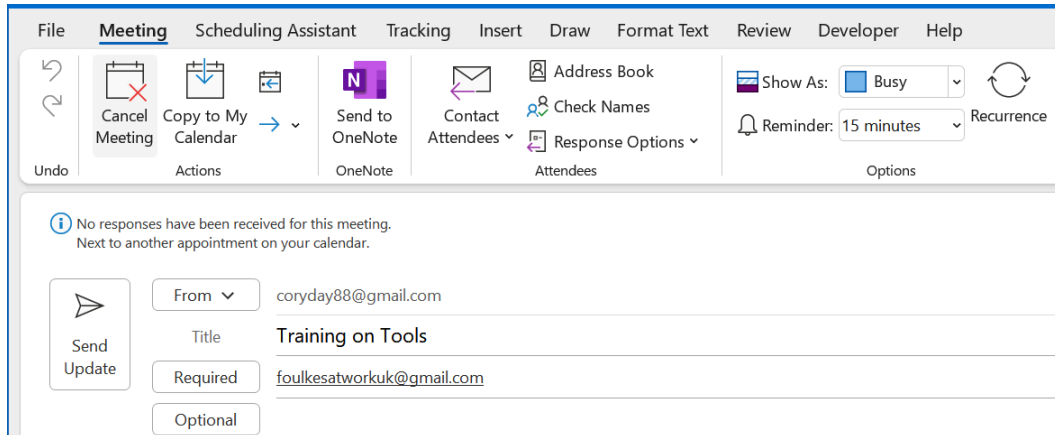 File Meeting Scheduling Assistant Tracking Insert Draw Format Text Review Developer Help
Cancel Meeting
Copy to My Calendar
N
Send to OneNote
Contact Attendees
Address Book
Check Names
Response Options
Show As: Busy
Reminder: 15 minutes
Recurrence
Undo Actions OneNote Attendees Options
No responses have been received for this meeting.
Next to another appointment on your calendar.
Send Update
From coryday88@gmail.com
Title Training on Tools
Required foulkesatworkuk@gmail.com
Optional